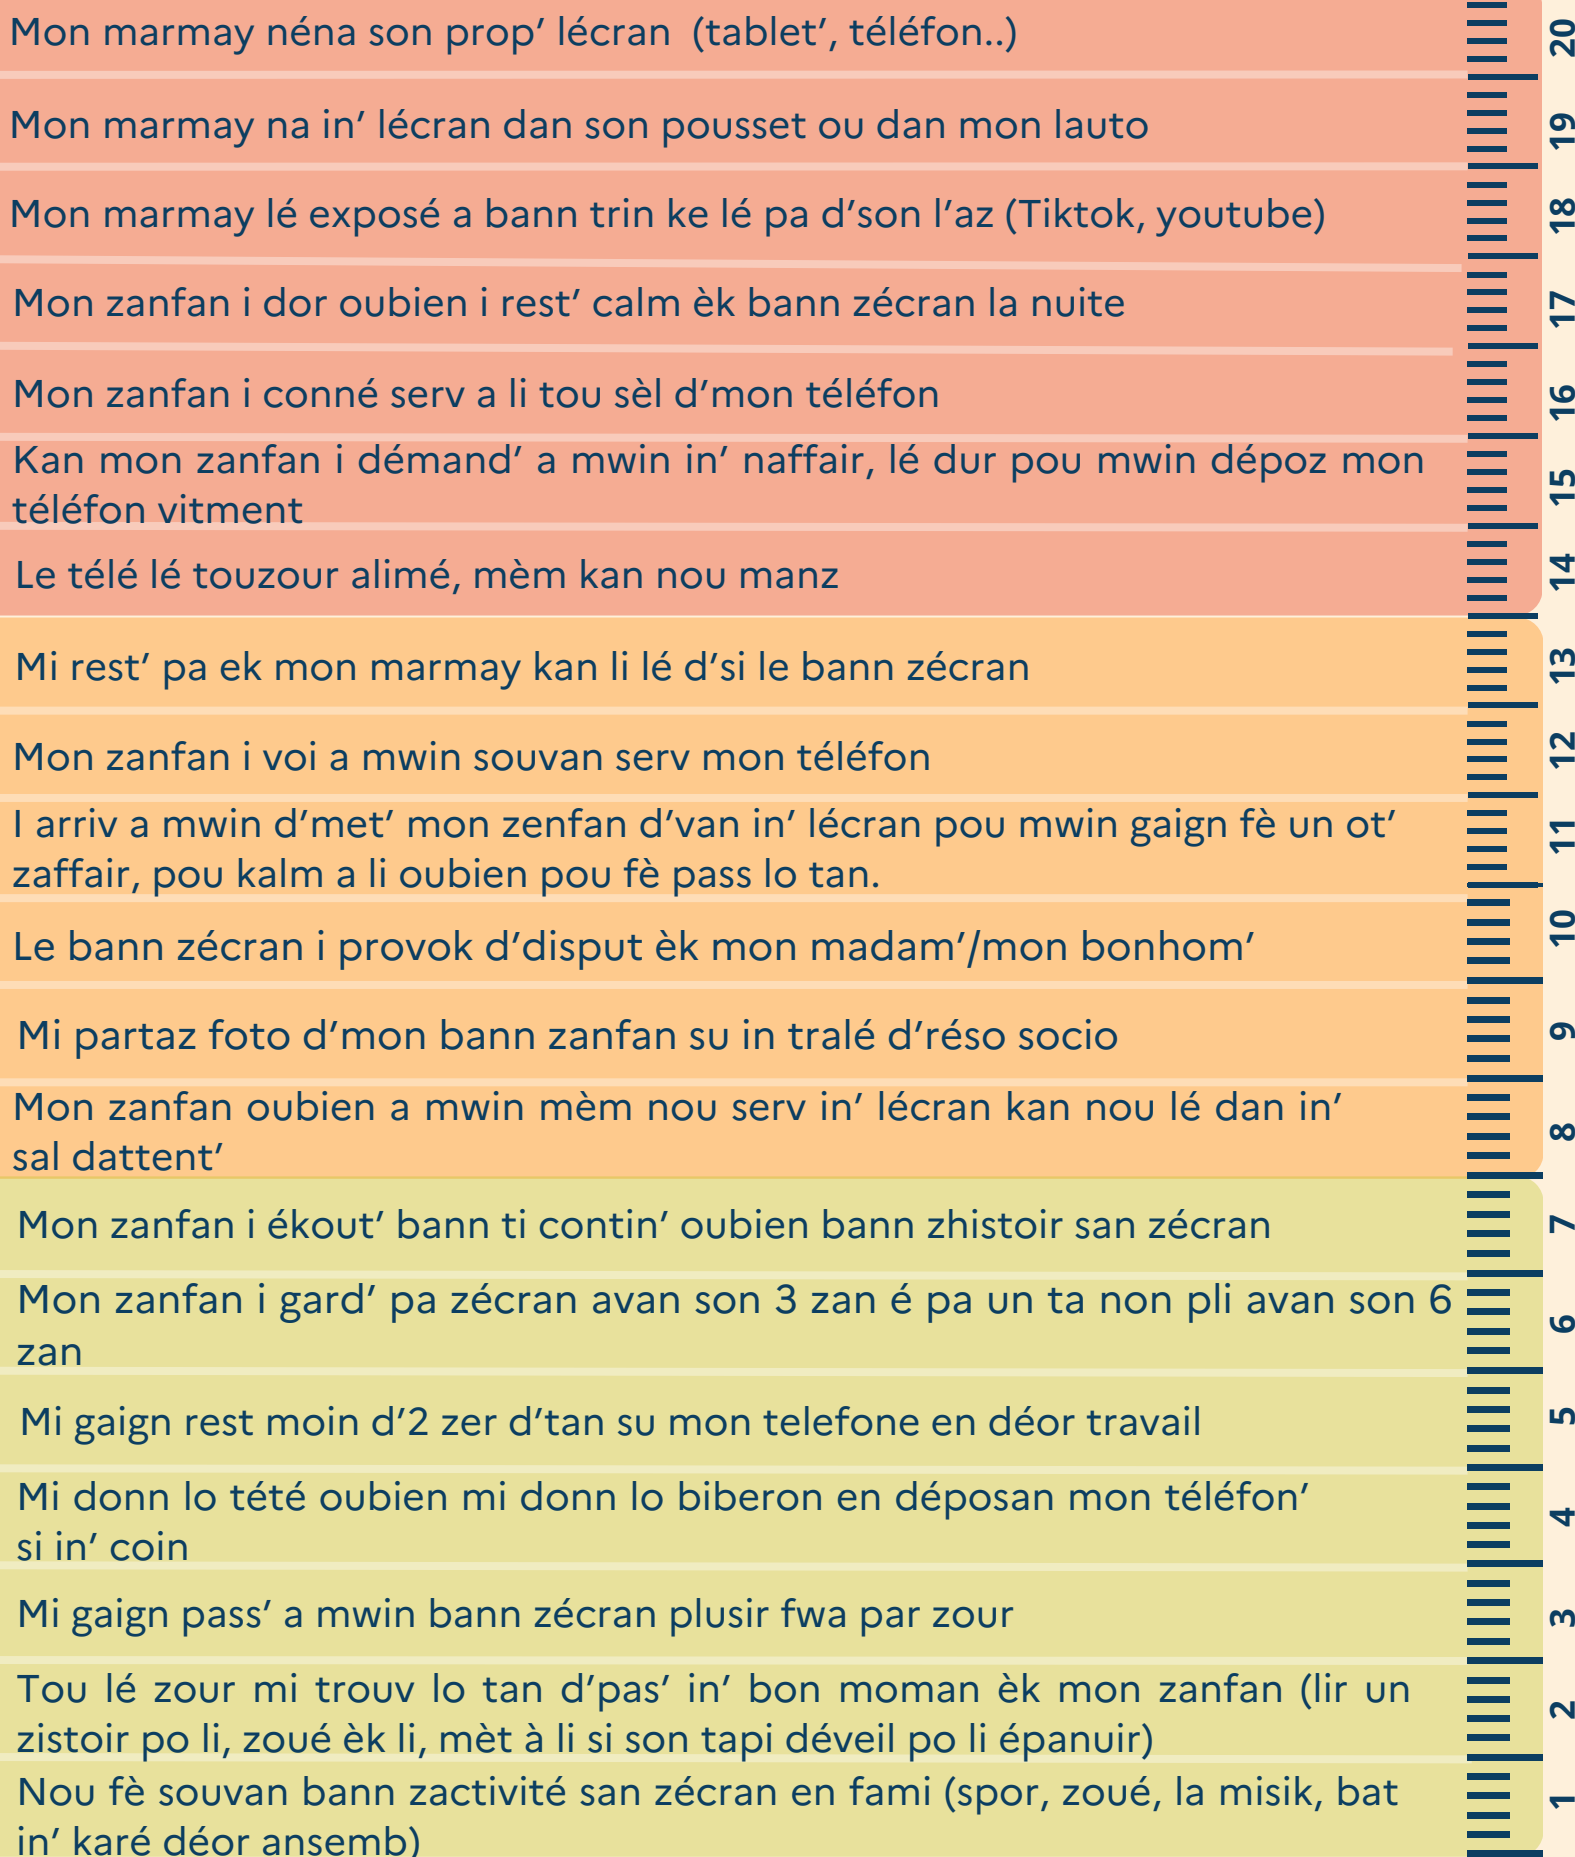 Mon marmay néna son prop’ lécran (tablet’, téléfon..)
20
Mon marmay na in’ lécran dan son pousset ou dan mon lauto
19
Mon marmay lé exposé a bann trin ke lé pa d’son l’az (Tiktok, youtube)
18
Mon zanfan i dor oubien i rest’ calm èk bann zécran la nuite
17
Mon zanfan i conné serv a li tou sèl d’mon téléfon
16
Kan mon zanfan i démand’ a mwin in’ naffair, lé dur pou mwin dépoz mon
téléfon vitment
15
Le télé lé touzour alimé, mèm kan nou manz
14
Mi rest’ pa ek mon marmay kan li lé d’si le bann zécran
13
Mon zanfan i voi a mwin souvan serv mon téléfon
12
I arriv a mwin d’met’ mon zenfan d’van in’ lécran pou mwin gaign fè un ot’
zaffair, pou kalm a li oubien pou fè pass lo tan.
11
Le bann zécran i provok d’disput èk mon madam’/mon bonhom’
10
Mi partaz foto d’mon bann zanfan su in tralé d’réso socio
9
Mon zanfan oubien a mwin mèm nou serv in’ lécran kan nou lé dan in’
sal dattent’
8
Mon zanfan i ékout’ bann ti contin’ oubien bann zhistoir san zécran
7
Mon zanfan i gard’ pa zécran avan son 3 zan é pa un ta non pli avan son 6
zan
6
Mi gaign rest moin d’2 zer d’tan su mon telefone en déor travail
5
Mi donn lo tété oubien mi donn lo biberon en déposan mon téléfon’
si in’ coin
4
Mi gaign pass’ a mwin bann zécran plusir fwa par zour
3
Tou lé zour mi trouv lo tan d’pas’ in’ bon moman èk mon zanfan (lir un
zistoir po li, zoué èk li, mèt à li si son tapi déveil po li épanuir)
2
Nou fè souvan bann zactivité san zécran en fami (spor, zoué, la misik, bat
in’ karé déor ansemb)
1